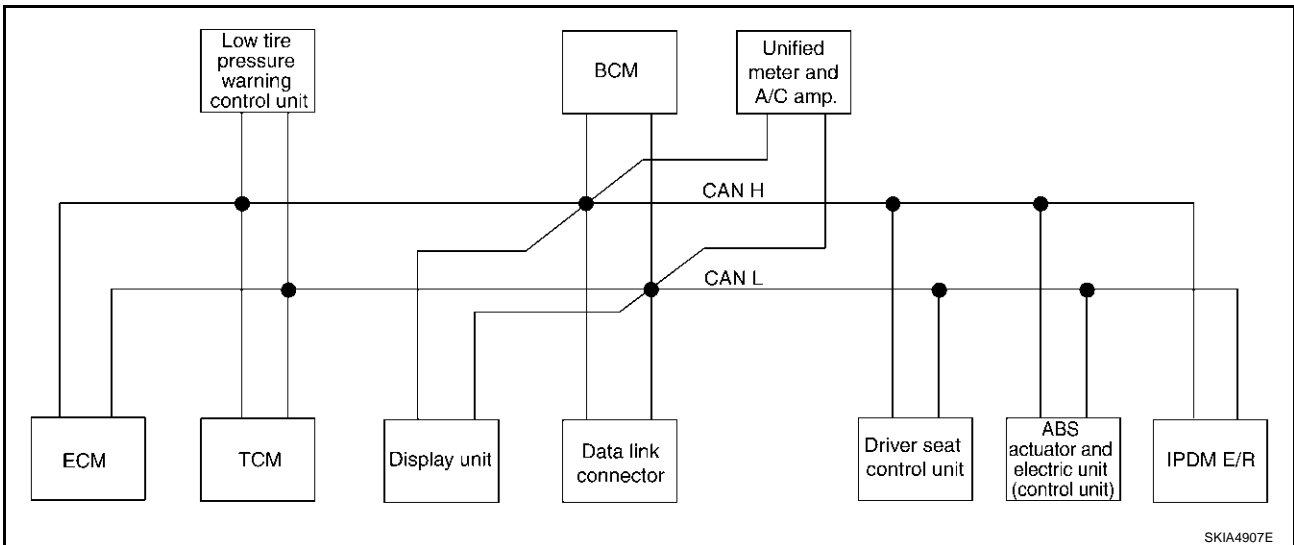 Low tire
pressure
warning
control unit
BCM
Unified
meter and
A/C amp.
CAN H
CAN L
ECM
TCM
Display unit
Data link
connector
Driver seat
control unit
ABS
actuator and
electric unit
(control unit)
IPDM E/R
SKIA4907E